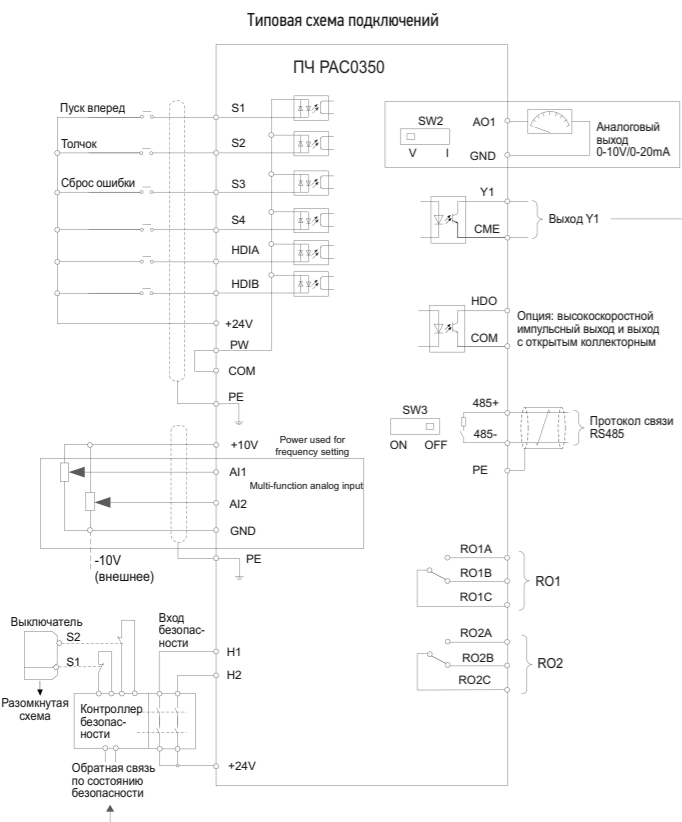 Типовая схема подключений
ПЧ PAC0350
Пуск вперед
S1
Толчок
S2
Сброс ошибки
S3
S4
HDIA
HDIB
+24V
PW
COM
PE
SW2
V I
AO1
GND
Аналоговый
выход
0-10V/0-20mA
Y1
CME
Выход Y1
HDO
COM
Опция: высокоскоростной
импульсный выход и выход
с открытым коллекторным
SW3
ON OFF
485+
485-
PE
Протокол связи
RS485
+10V
Power used for
frequency setting
AI1
Multi-function analog input
AI2
GND
PE
-10V
(внешнее)
RO1A
RO1B
RO1C
RO1
RO2A
RO2B
RO2C
RO2
Выключатель
S2
S1
Разомкнутая
схема
Вход
безопас-
ности
H1
H2
Контроллер
безопас-
ности
+24V
Обратная связь
по состоянию
безопасности